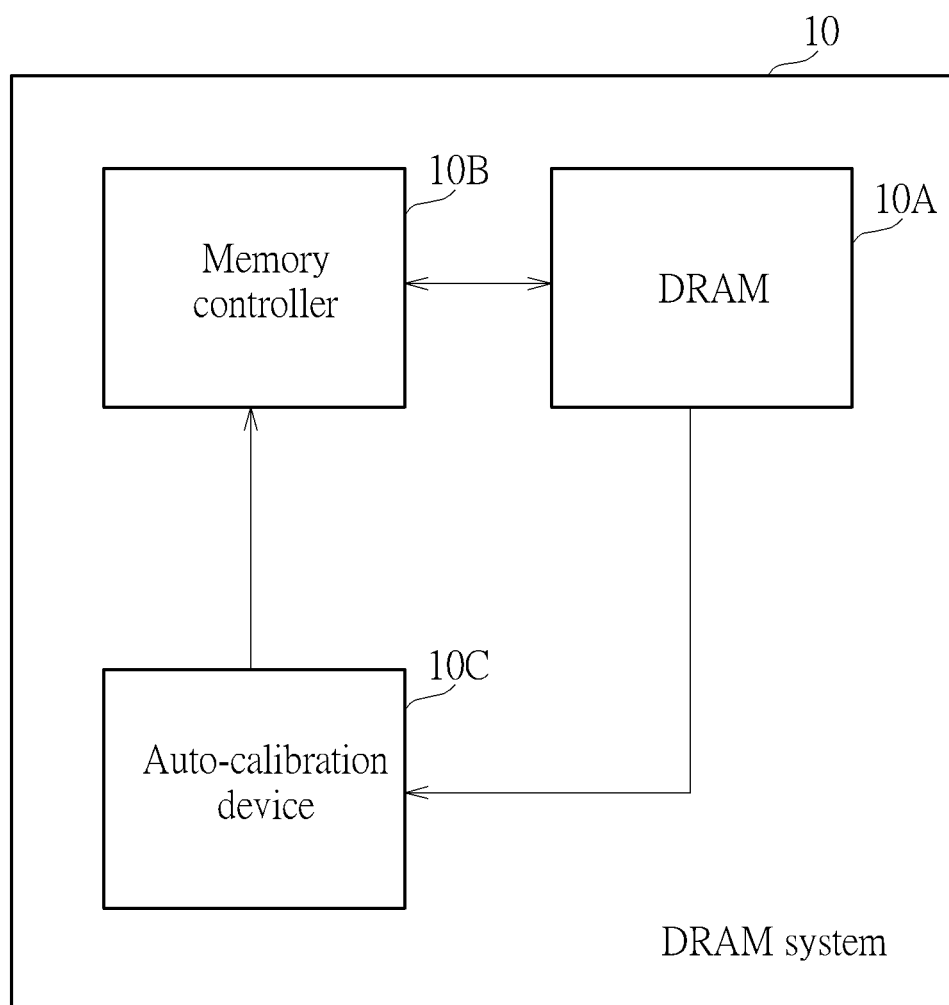 10
10B
10A
Memory
controller
DRAM
10C
Auto-calibration
device
DRAM system